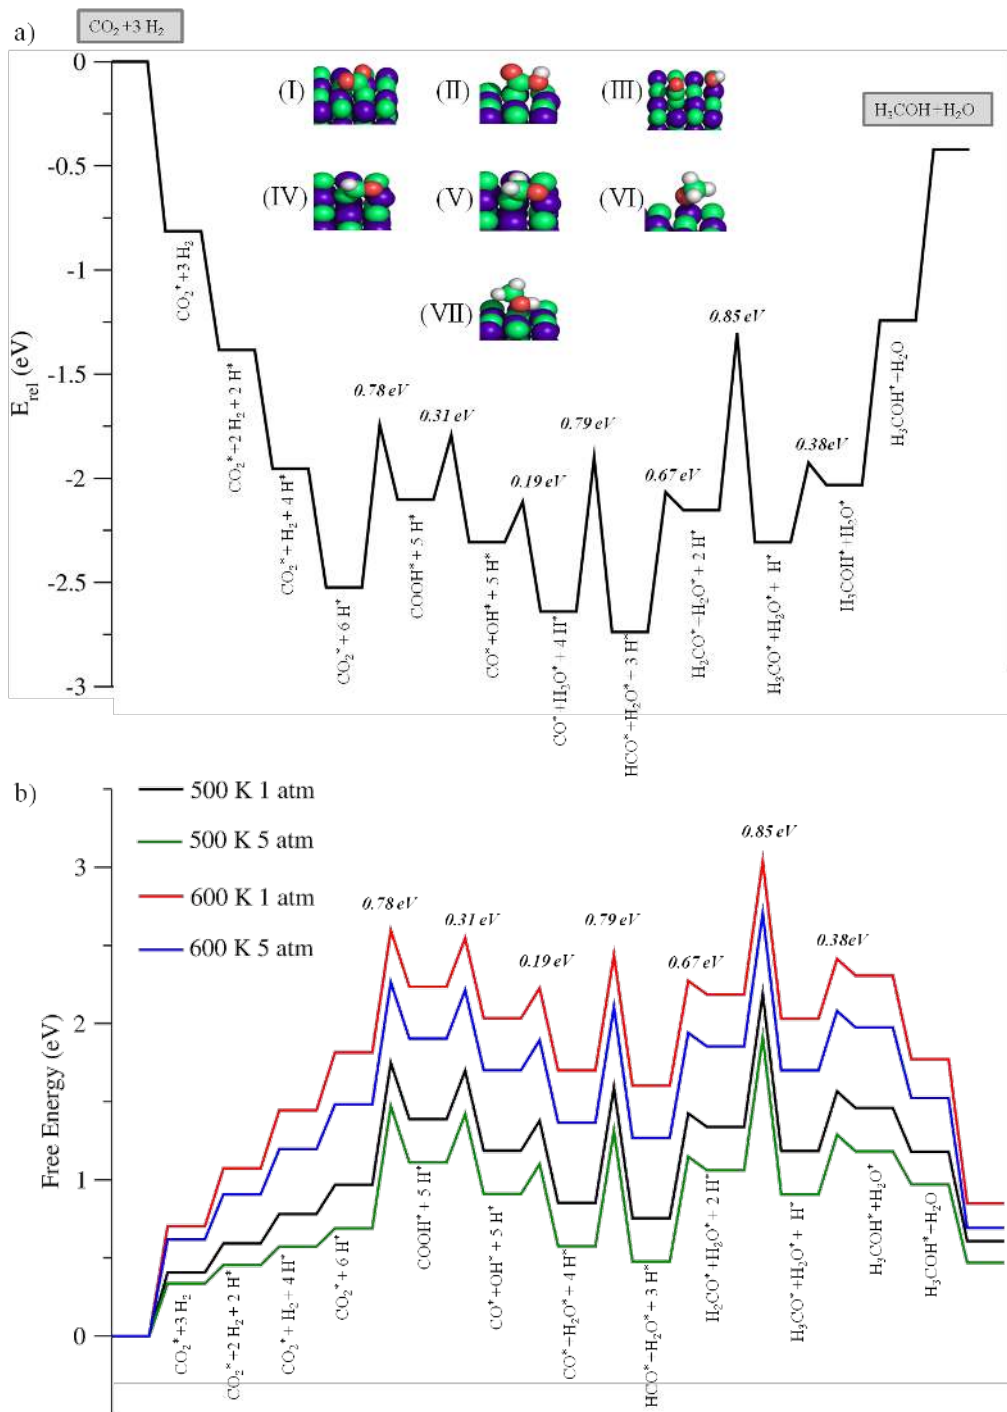 a)
CO2+3 H2
0
-0.5
-1
-1.5
-2
-2.5
-3
Erel (eV)
(I)
(II)
(III)
(IV)
(V)
(VI)
(VII)
H3COH+H2O
CO2*+3 H2
CO2*+2 H2+2 H*
CO2*+H2+4 H*
CO2*+6 H*
0.78 eV
COOH*+5 H*
0.31 eV
CO*+OH*+5 H*
0.19 eV
CO*+H2O*+4 H*
0.79 eV
HCO*+H2O*+3 H*
0.67 eV
H2CO*+H2O*+2 H*
0.85 eV
H3CO*+H2O*+H*
0.38eV
H3COH*+H2O*
H3COH*+H2O
b)
500 K 1 atm
500 K 5 atm
600 K 1 atm
600 K 5 atm
3
2
1
0
Free Energy (eV)
CO2*+3 H2
CO2*+2 H2+2 H*
CO2*+H2+4 H*
CO2*+6 H*
0.78 eV
COOH*+5 H*
0.31 eV
CO*+OH*+5 H*
0.19 eV
CO*+H2O*+4 H*
0.79 eV
HCO*+H2O*+3 H*
0.67 eV
H2CO*+H2O*+2 H*
0.85 eV
H3CO*+H2O*+H*
0.38eV
H3COH*+H2O*
H3COH*+H2O